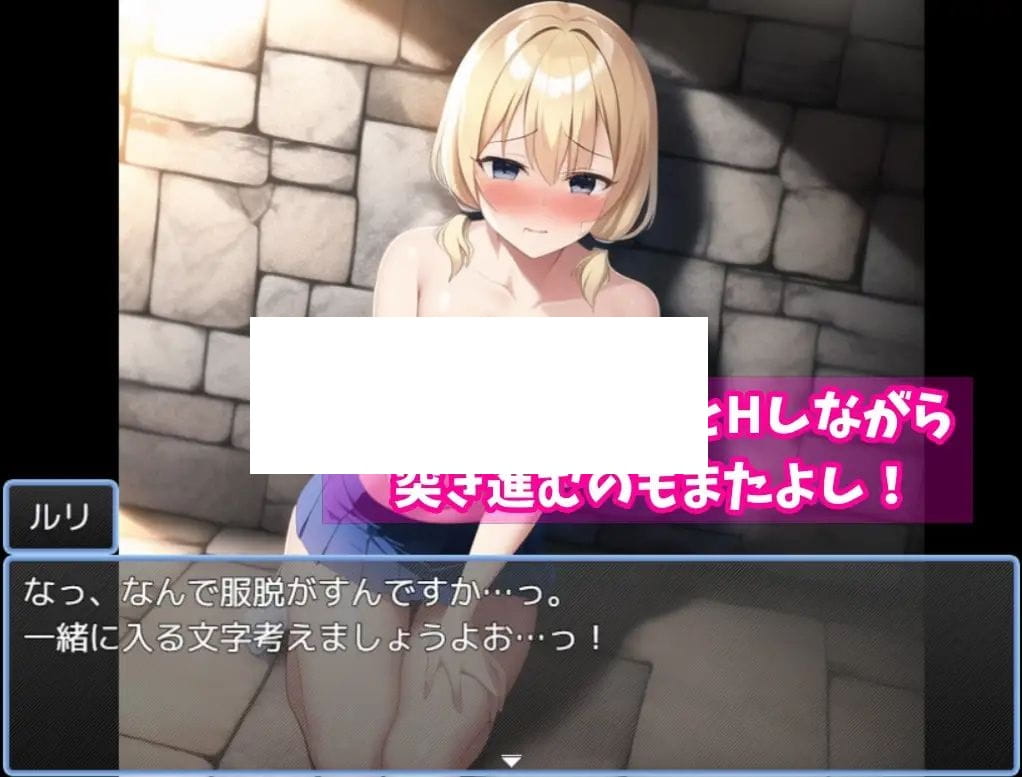 とHしながら
突き進むのもまたよし！
ルリ
なっ、なんで服脱がすんですか…っ。
一緒に入る文字考えましょうよお…っ！